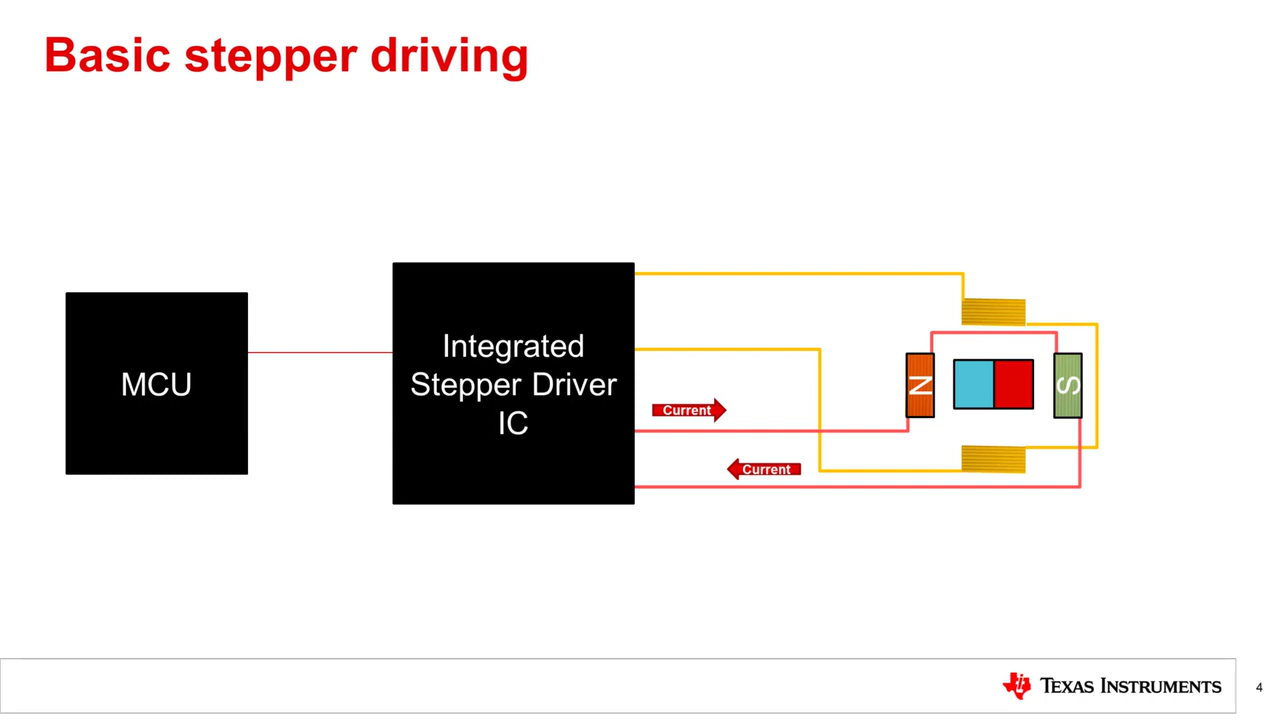 Basic stepper driving
MCU
Integrated
Stepper Driver
IC
Current
Current
N
S
TEXAS INSTRUMENTS
4